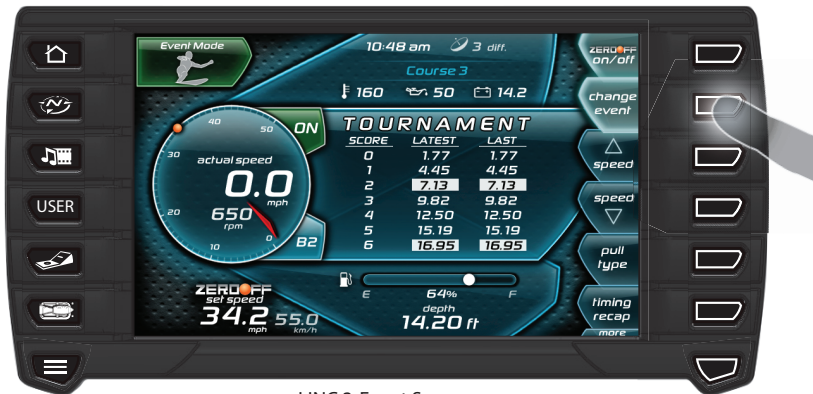 Event Mode
10:48 am 3 diff.
Course 3
160 50 14.2
ZEROOFF
on/off
change
event
speed
speed
pull
type
timing
recap
more
USER
40
50
30
20
10
0
actual speed
0.0
mph
650
rpm
ON
B2
TOURNAMENT
SCORE LATEST LAST
0 1.77 1.77
1 4.45 4.45
2 7.13 7.13
3 9.82 9.82
4 12.50 12.50
5 15.19 15.19
6 16.95 16.95
ZEROOFF
set speed
34.2 mph 55.0 km/h
E 64% F
depth
14.20 ft